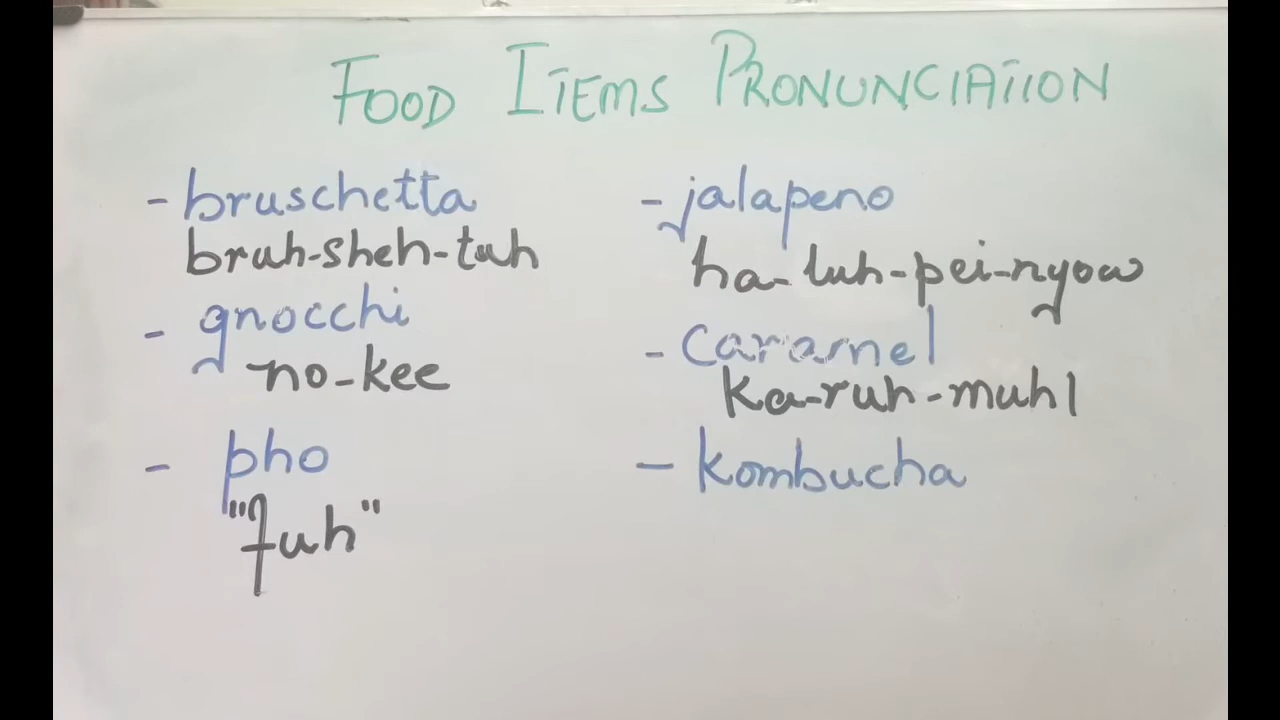 FOOD ITEMS PRONUNCIATION
- bruschetta
bruh-sheh-tuh
- gnocchi
no-kee
- pho
"fuh"
- jalapeno
ha-luh-pei-nyow
- caramel
ka-ruh-muhl
- kombucha